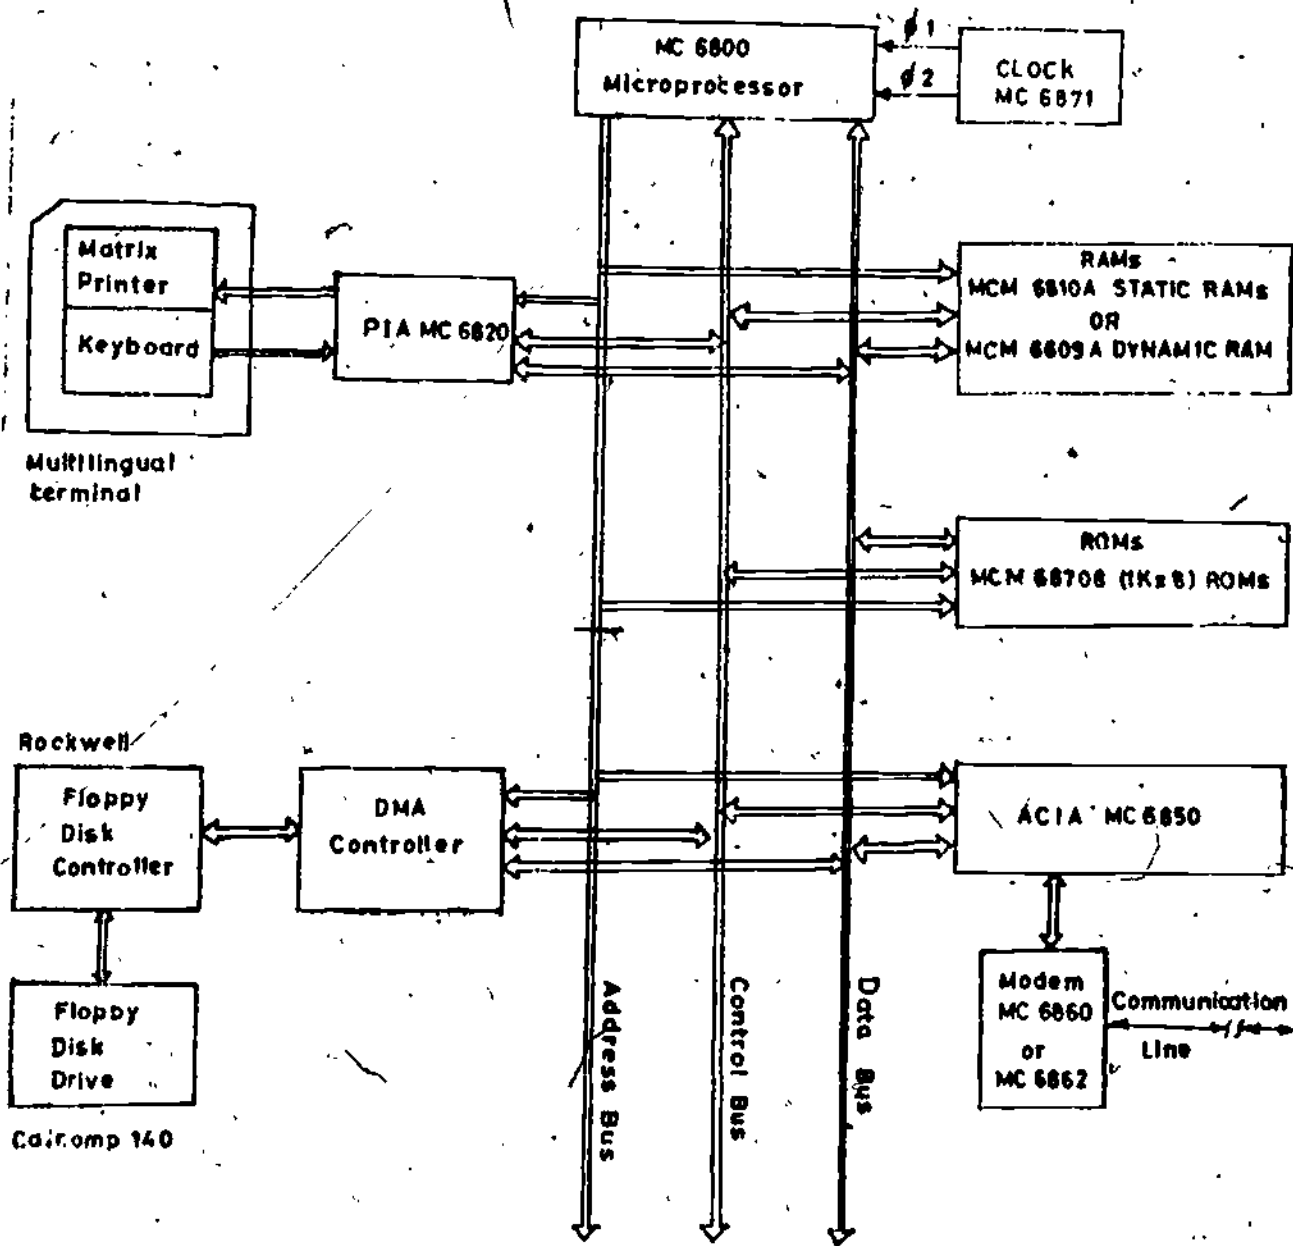 MC 6800
Microprocessor
ϕ1
ϕ2
CLOCK
MC 6871
Matrix
Printer
Keyboard
Multilingual
terminal
PIA MC 6820
RAMs
MCM 6810A STATIC RAMs
OR
MCM 6609A DYNAMIC RAM
ROMs
MCM 68708 (1Kx8) ROMs
Rockwell
Floppy
Disk
Controller
DMA
Controller
ACIA MC 6850
Floppy
Disk
Drive
Calcomp 140
Address Bus
Control Bus
Data Bus
Modem
MC 6860
or
MC 6862
Communication
Line